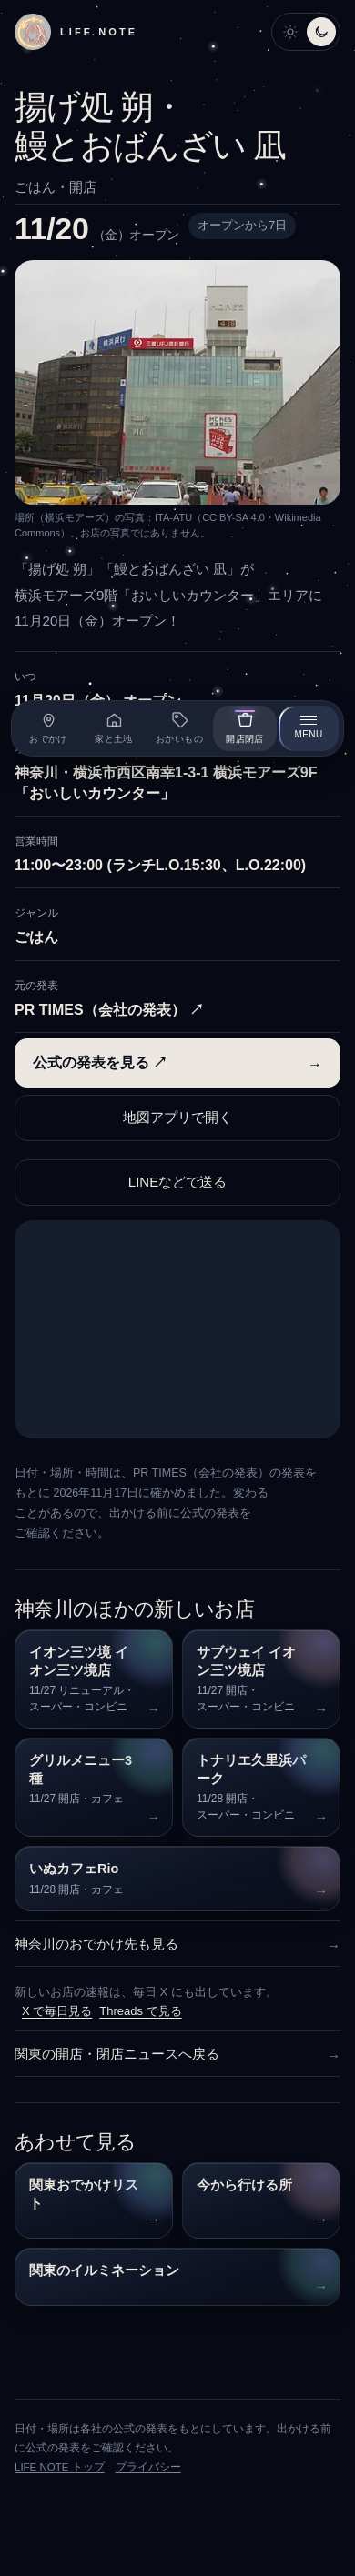 LIFE.NOTE
揚げ処 朔・
鰻とおばんざい 凪
ごはん・開店
11/20（金）オープン オープンから7日
横浜銀行
三菱UFJ信託銀行
MORE'S
場所（横浜モアーズ）の写真：ITA-ATU（CC BY-SA 4.0・Wikimedia
Commons）。お店の写真ではありません。
「揚げ処 朔」「鰻とおばんざい 凪」が
横浜モアーズ9階「おいしいカウンター」エリアに
11月20日（金）オープン！
いつ
11月20日（金）オープン
おでかけ 家と土地 おかいもの 開店閉店 MENU
神奈川・横浜市西区南幸1-3-1 横浜モアーズ9F
「おいしいカウンター」
営業時間
11:00〜23:00 (ランチL.O.15:30、L.O.22:00)
ジャンル
ごはん
元の発表
PR TIMES（会社の発表） ↗
公式の発表を見る ↗ →
地図アプリで開く
LINEなどで送る
日付・場所・時間は、PR TIMES（会社の発表）の発表を
もとに 2026年11月17日に確かめました。変わる
ことがあるので、出かける前に公式の発表を
ご確認ください。
神奈川のほかの新しいお店
イオン三ツ境 イ
オン三ツ境店
11/27 リニューアル・
スーパー・コンビニ →
サブウェイ イオ
ン三ツ境店
11/27 開店・
スーパー・コンビニ →
グリルメニュー3
種
11/27 開店・カフェ
→
トナリエ久里浜パ
ーク
11/28 開店・
スーパー・コンビニ →
いぬカフェRio
11/28 開店・カフェ →
神奈川のおでかけ先も見る →
新しいお店の速報は、毎日 X にも出しています。
X で毎日見る Threads で見る
関東の開店・閉店ニュースへ戻る →
あわせて見る
関東おでかけリス
ト →
今から行ける所
→
関東のイルミネーション
→
日付・場所は各社の公式の発表をもとにしています。出かける前
に公式の発表をご確認ください。
LIFE NOTE トップ プライバシー